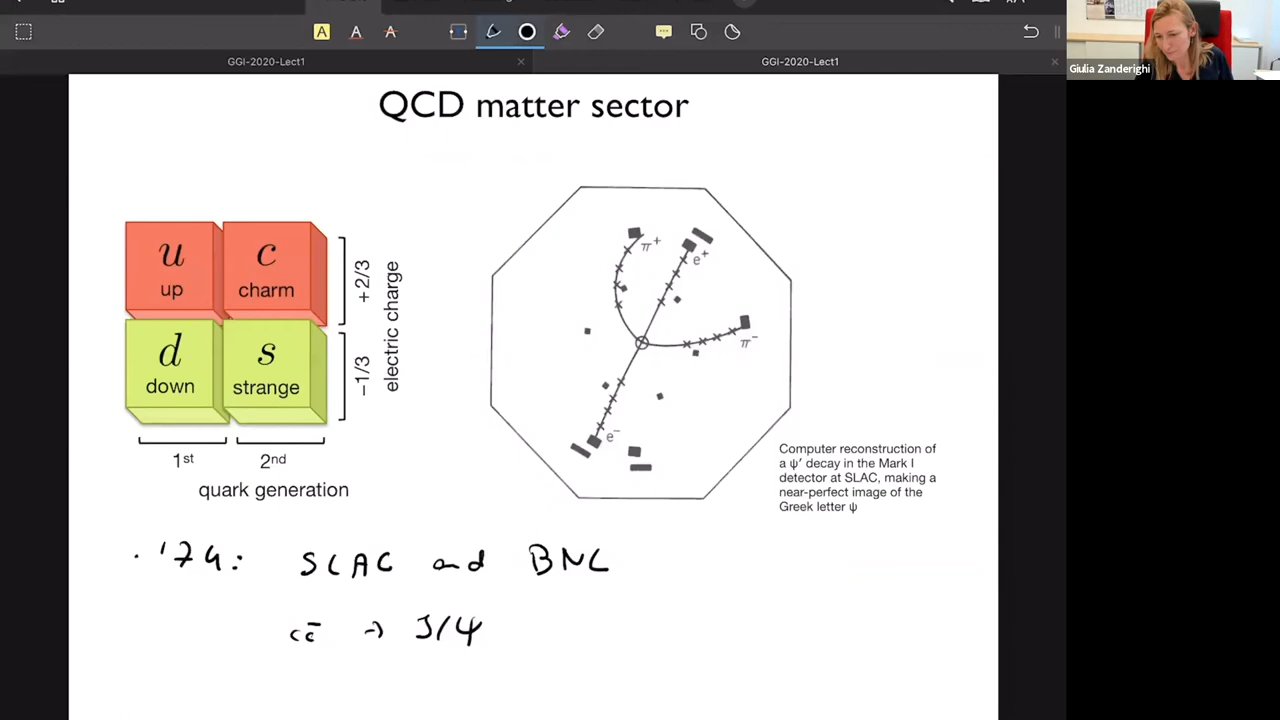 A A A
GGI-2020-Lect1
GGI-2020-Lect1
Giulia Zanderighi
QCD matter sector
u
up
c
charm
d
down
s
strange
+2/3
−1/3
electric charge
1st
2nd
quark generation
π+
e+
π−
e−
Computer reconstruction of
a ψ′ decay in the Mark I
detector at SLAC, making a
near-perfect image of the
Greek letter ψ
. '74: SLAC and BNL
cc̄ → J/ψ